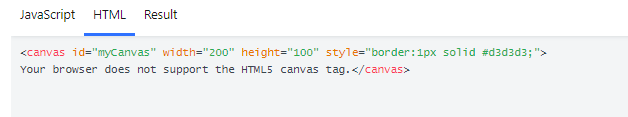 JavaScript HTML Result
<canvas id="myCanvas" width="200" height="100" style="border:1px solid #d3d3d3;">
Your browser does not support the HTML5 canvas tag.</canvas>